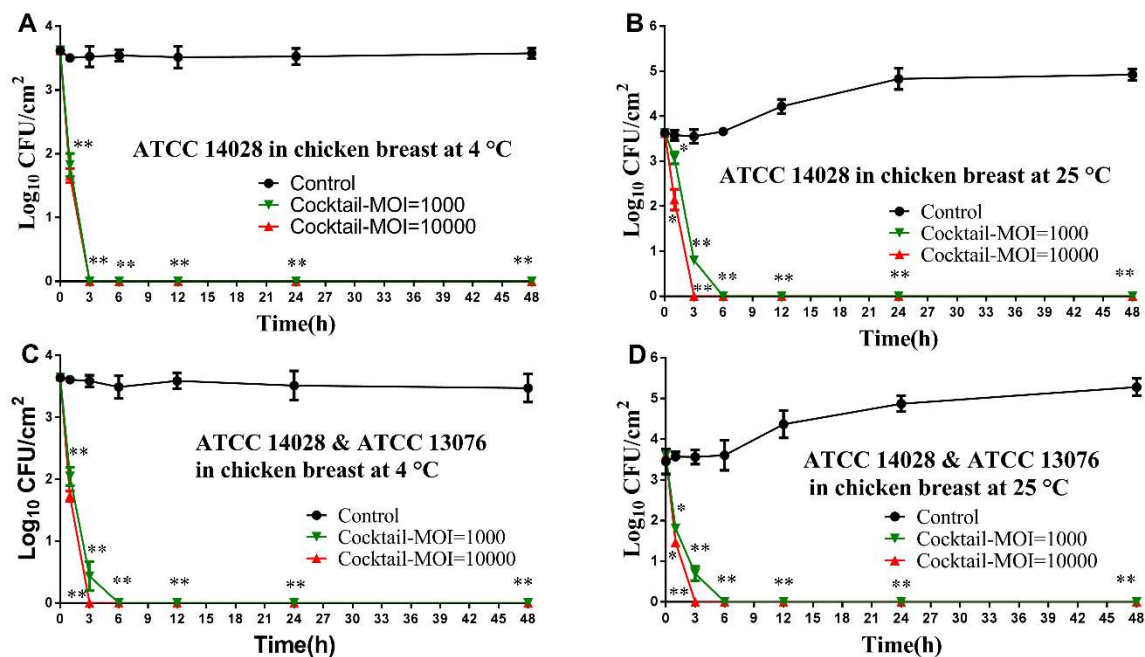 A
Log10 CFU/cm2
4
3
2
1
0
**
ATCC 14028 in chicken breast at 4 °C
Control
Cocktail-MOI=1000
Cocktail-MOI=10000
** ** ** ** **
0 3 6 9 12 15 18 21 24 27 30 33 36 39 42 45 48
Time(h)
B
Log10 CFU/cm2
6
5
4
3
2
1
0
*
ATCC 14028 in chicken breast at 25 °C
Control
Cocktail-MOI=1000
Cocktail-MOI=10000
*
**
** ** ** **
**
0 3 6 9 12 15 18 21 24 27 30 33 36 39 42 45 48
Time(h)
C
Log10 CFU/cm2
4
3
2
1
0
**
ATCC 14028 & ATCC 13076
in chicken breast at 4 °C
Control
Cocktail-MOI=1000
Cocktail-MOI=10000
**
** ** ** **
**
0 3 6 9 12 15 18 21 24 27 30 33 36 39 42 45 48
Time(h)
D
Log10 CFU/cm2
6
5
4
3
2
1
0
ATCC 14028 & ATCC 13076
in chicken breast at 25 °C
*
Control
Cocktail-MOI=1000
Cocktail-MOI=10000
*
**
** ** ** **
**
0 3 6 9 12 15 18 21 24 27 30 33 36 39 42 45 48
Time(h)